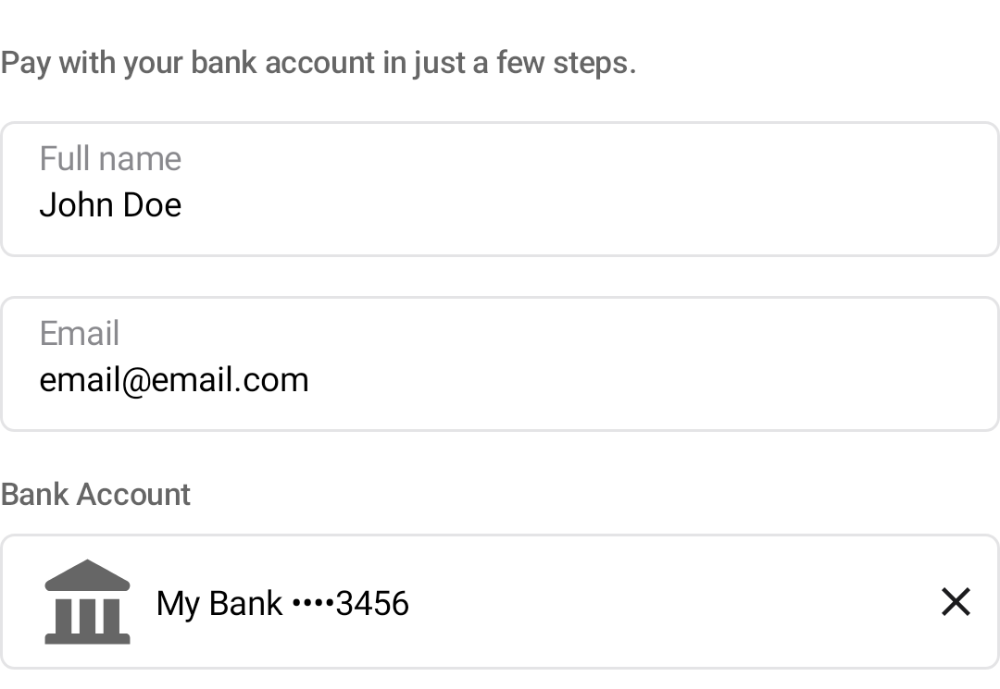 Pay with your bank account in just a few steps.
Full name
John Doe
Email
email@email.com
Bank Account
My Bank ••••3456